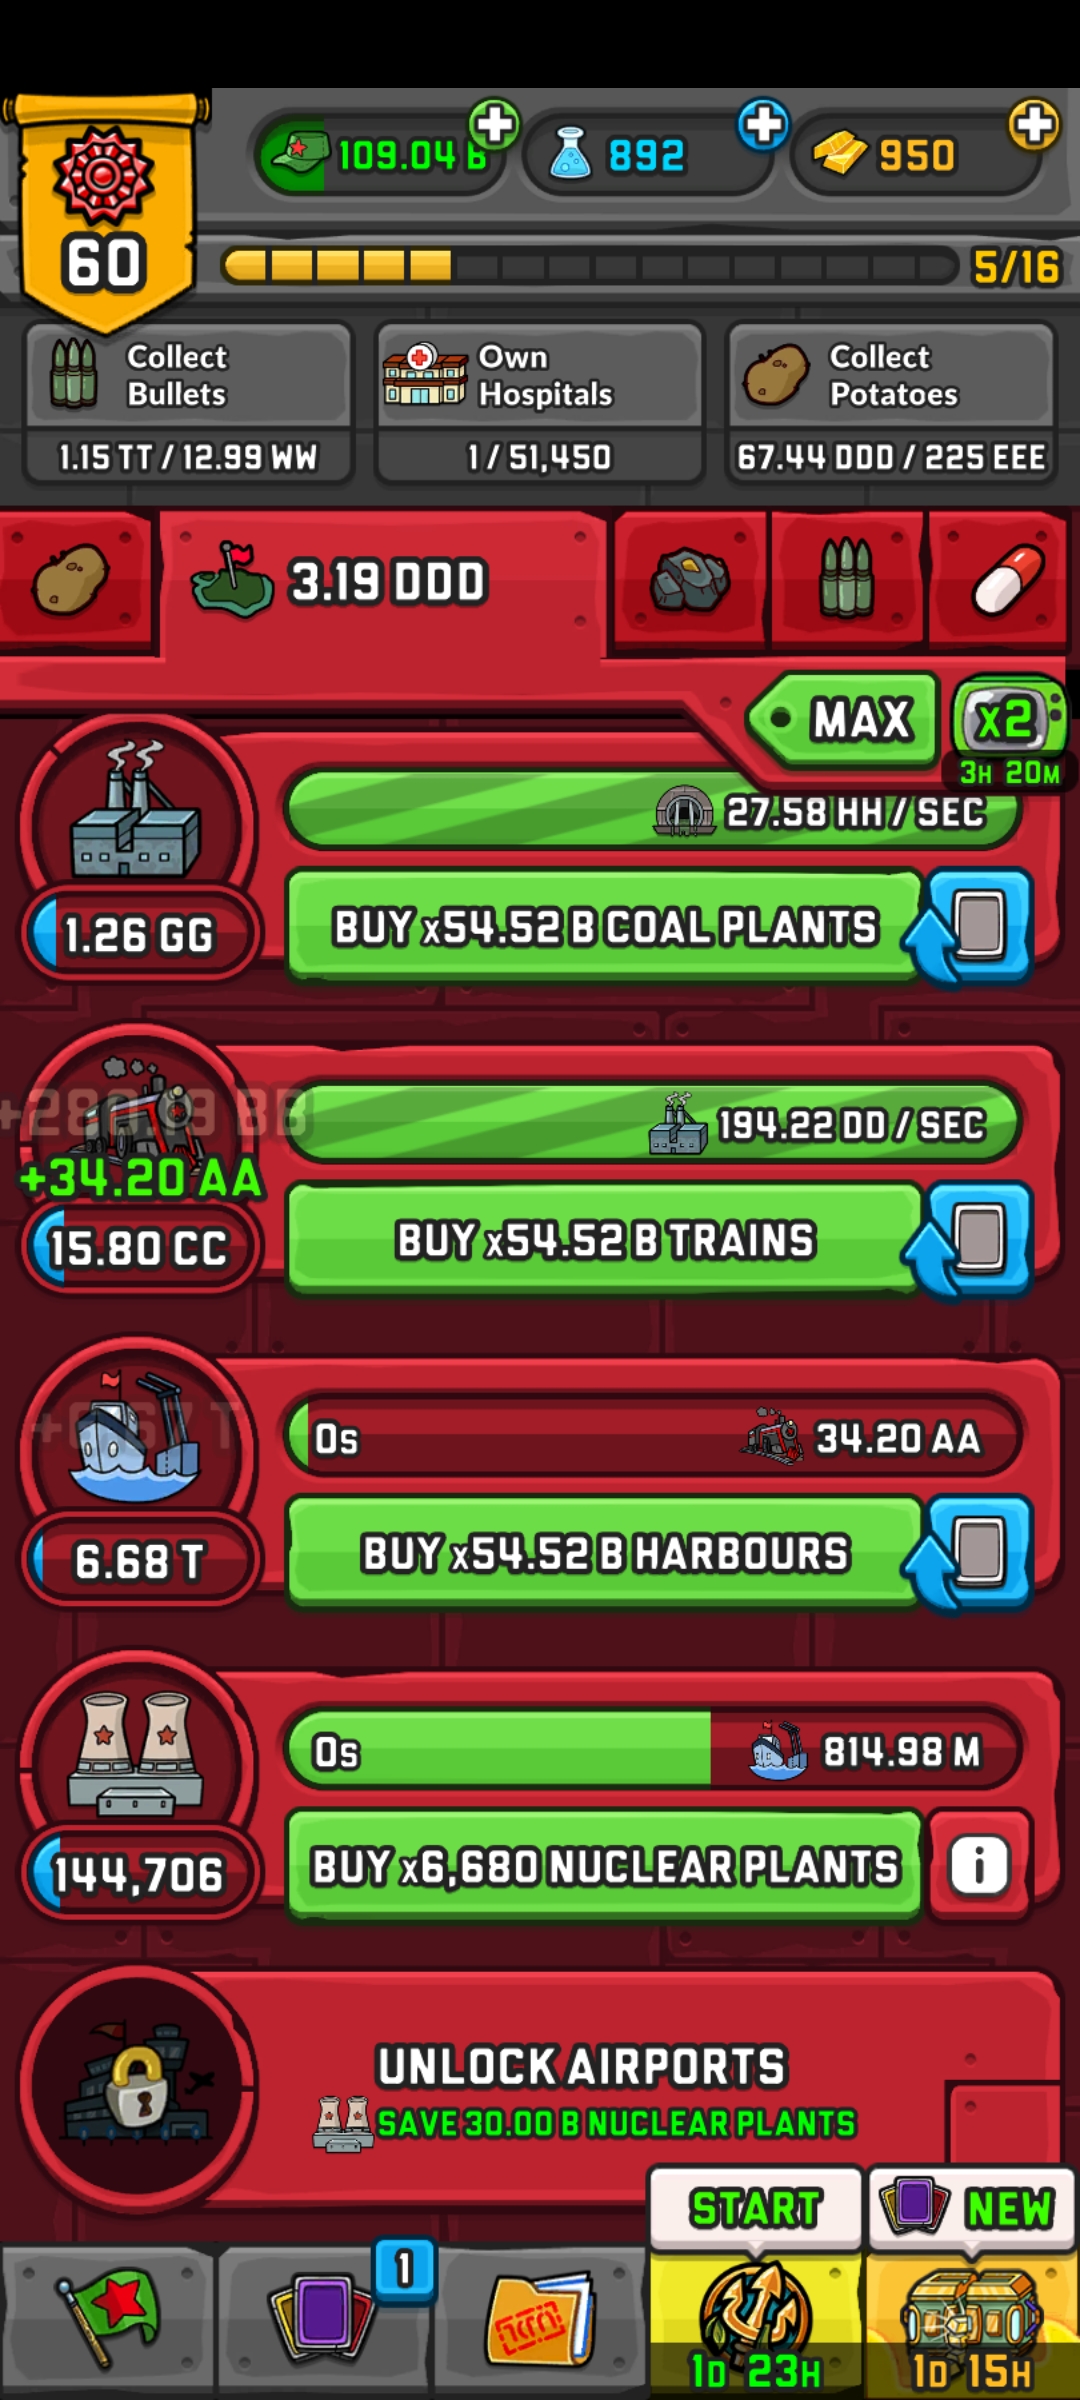 109.04 B
892
950
60
5/16
Collect
Bullets
1.15 TT / 12.99 WW
Own
Hospitals
1 / 51,450
Collect
Potatoes
67.44 DDD / 225 EEE
3.19 DDD
MAX
x2
3H 20M
27.58 HH / SEC
1.26 GG
BUY x54.52 B COAL PLANTS
194.22 DD / SEC
+34.20 AA
15.80 CC
BUY x54.52 B TRAINS
0s
34.20 AA
6.68 T
BUY x54.52 B HARBOURS
0s
814.98 M
144,706
BUY x6,680 NUCLEAR PLANTS
i
UNLOCK AIRPORTS
SAVE 30.00 B NUCLEAR PLANTS
START
NEW
1
1D 23H
1D 15H